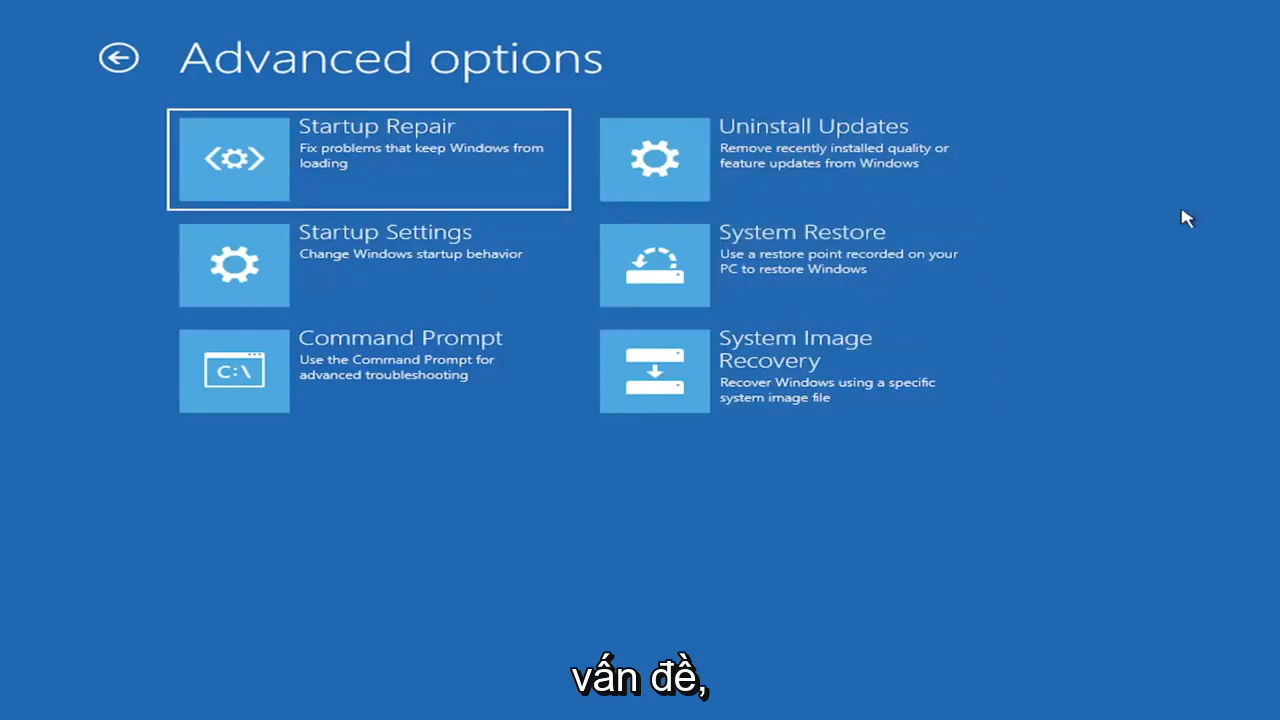 Advanced options
Startup Repair
Fix problems that keep Windows from
loading
Uninstall Updates
Remove recently installed quality or
feature updates from Windows
Startup Settings
Change Windows startup behavior
System Restore
Use a restore point recorded on your
PC to restore Windows
Command Prompt
Use the Command Prompt for
advanced troubleshooting
C:\
System Image
Recovery
Recover Windows using a specific
system image file
vấn đề,